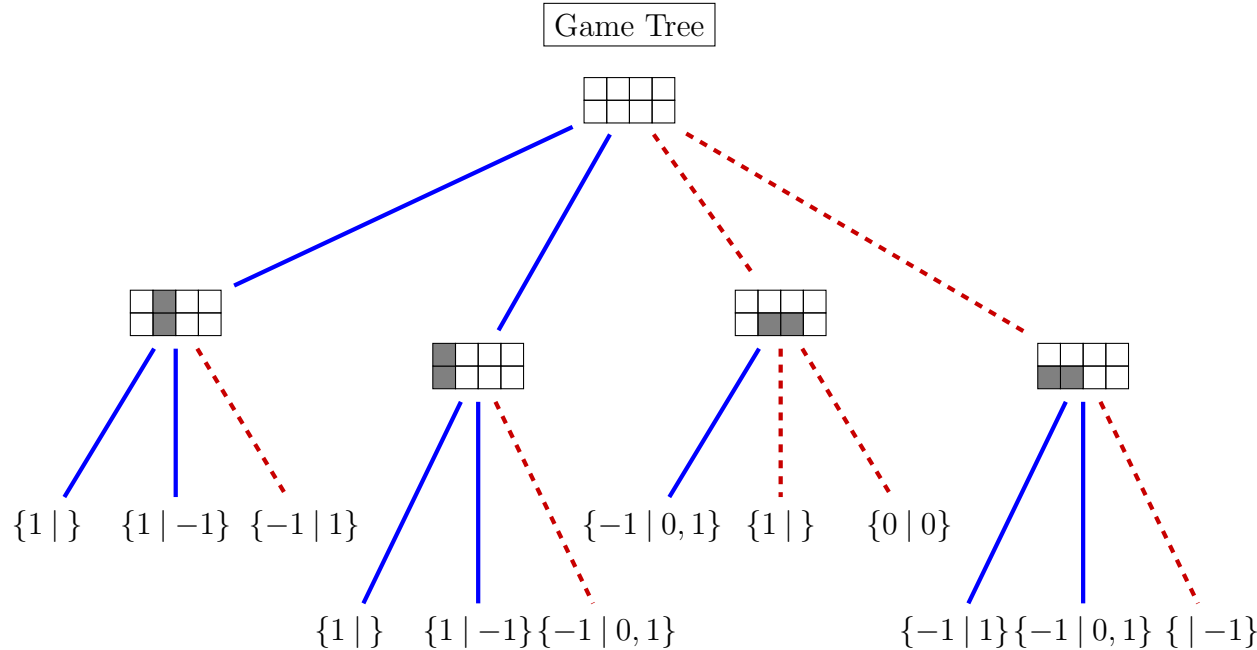 Game Tree
{1 | } {1 | −1} {−1 | 1} {−1 | 0, 1} {1 | } {0 | 0}
{1 | } {1 | −1} {−1 | 0, 1} {−1 | 1} {−1 | 0, 1} { | −1}